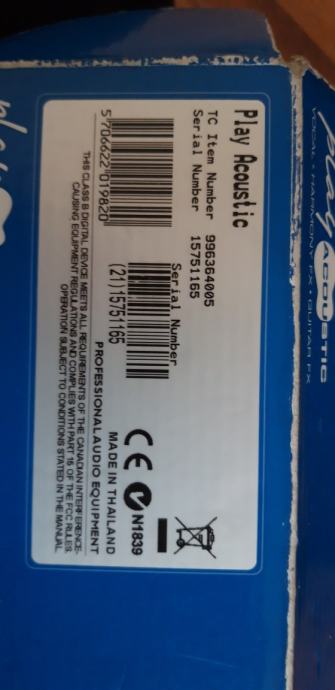 Play ACOUSTIC
VOCAL • HARMONY FX • GUITAR FX
Play Acoustic
TC Item Number 996364005
Serial Number 15751165
Serial Number
5 706622 019820
(21)15751165
N1839
MADE IN THAILAND
PROFESSIONAL AUDIO EQUIPMENT
THIS CLASS B DIGITAL DEVICE MEETS ALL REQUIREMENTS OF THE CANADIAN INTERFERENCE-
CAUSING EQUIPMENT REGULATIONS AND COMPLIES WITH PART 15 OF THE FCC RULES.
OPERATION SUBJECT TO CONDITIONS STATED IN THE MANUAL